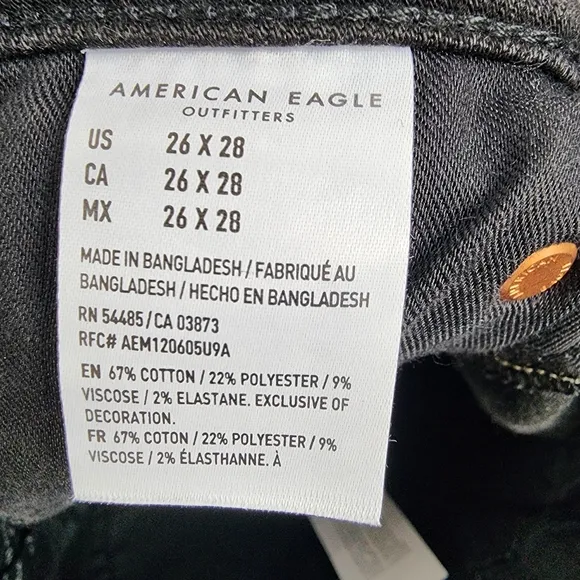 AMERICAN EAGLE
OUTFITTERS
US 26 X 28
CA 26 X 28
MX 26 X 28
MADE IN BANGLADESH / FABRIQUÉ AU
BANGLADESH / HECHO EN BANGLADESH
RN 54485 / CA 03873
RFC# AEM120605U9A
EN 67% COTTON / 22% POLYESTER / 9%
VISCOSE / 2% ELASTANE. EXCLUSIVE OF
DECORATION.
FR 67% COTON / 22% POLYESTER / 9%
VISCOSE / 2% ÉLASTHANNE. À